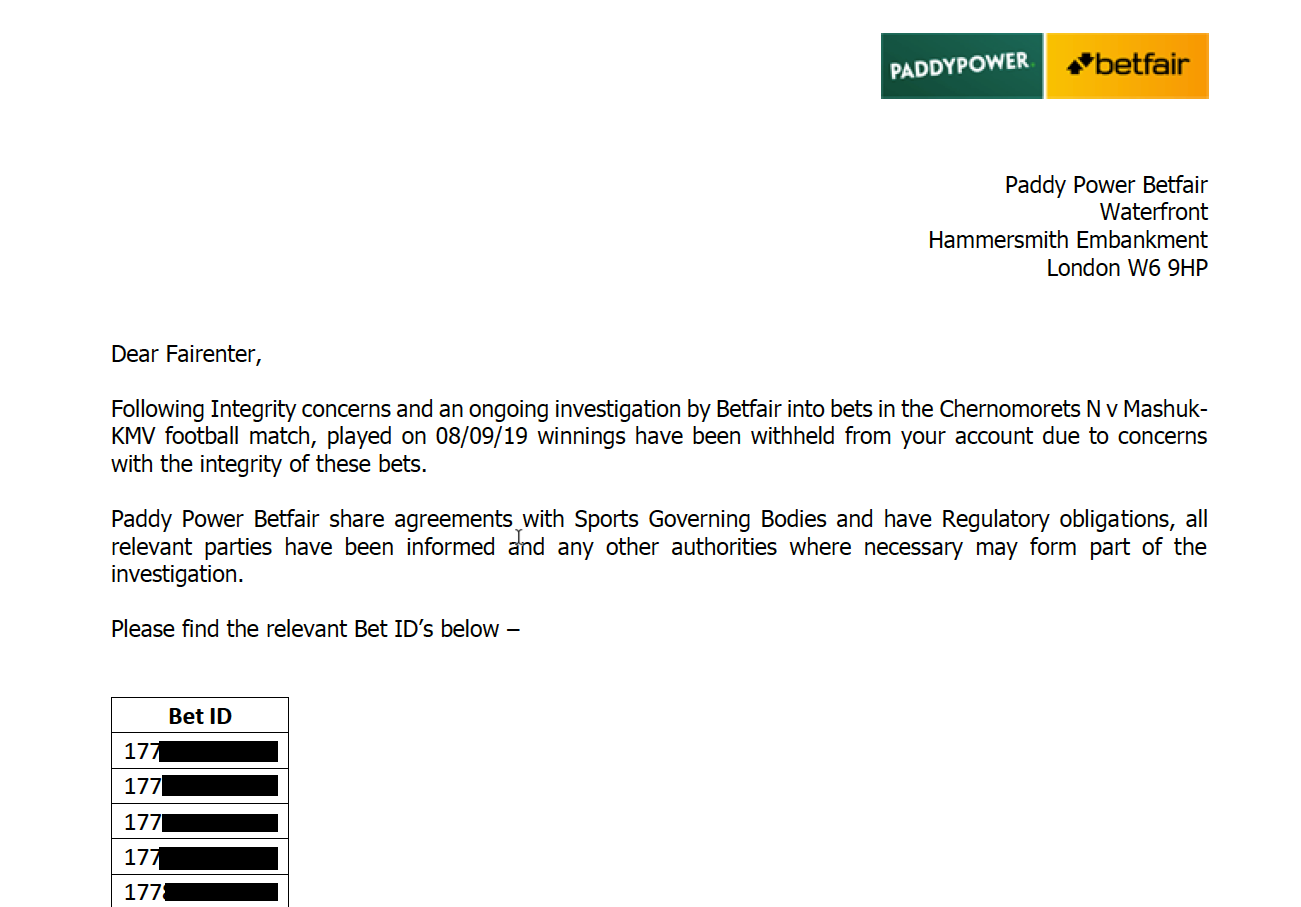 PADDYPOWER. betfair
Paddy Power Betfair
Waterfront
Hammersmith Embankment
London W6 9HP
Dear Fairenter,
Following Integrity concerns and an ongoing investigation by Betfair into bets in the Chernomorets N v Mashuk-
KMV football match, played on 08/09/19 winnings have been withheld from your account due to concerns
with the integrity of these bets.
Paddy Power Betfair share agreements with Sports Governing Bodies and have Regulatory obligations, all
relevant parties have been informed and any other authorities where necessary may form part of the
investigation.
Please find the relevant Bet ID’s below –
Bet ID
177
177
177
177
177